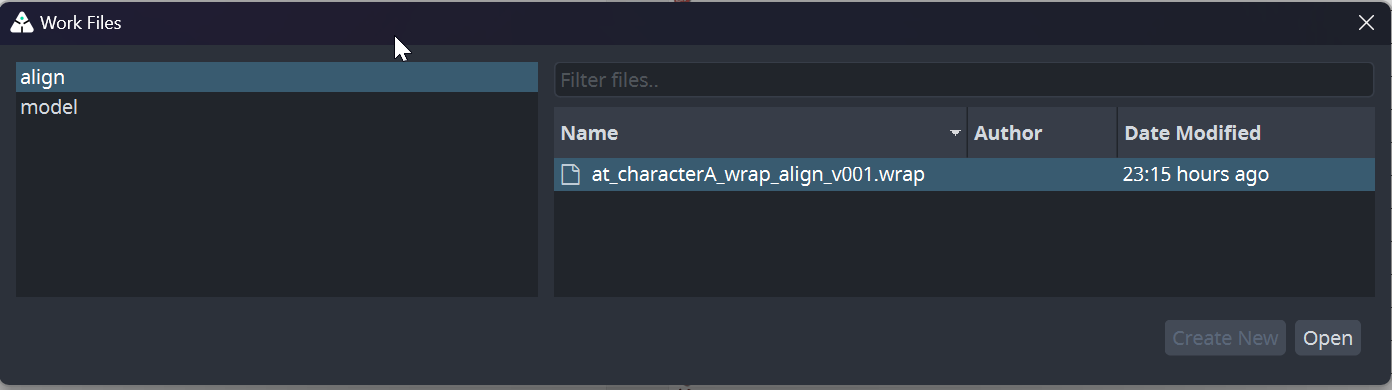 Work Files
align
model
Filter files..
Name Author Date Modified
at_characterA_wrap_align_v001.wrap 23:15 hours ago
Create New Open